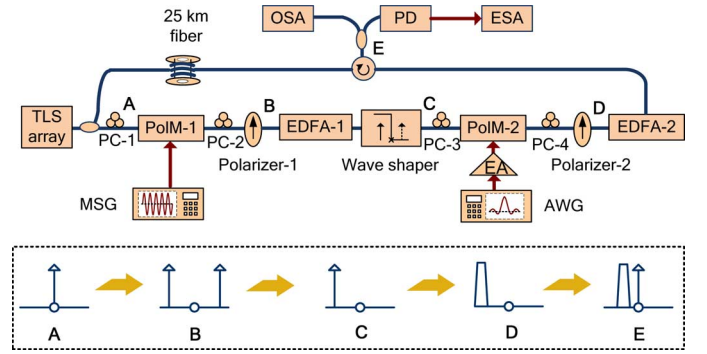 25 km
fiber
OSA
PD
ESA
E
TLS
array
A
PC-1
PolM-1
PC-2
B
Polarizer-1
EDFA-1
Wave shaper
C
PC-3
PolM-2
PC-4
D
Polarizer-2
EDFA-2
EA
MSG
AWG
A
B
C
D
E